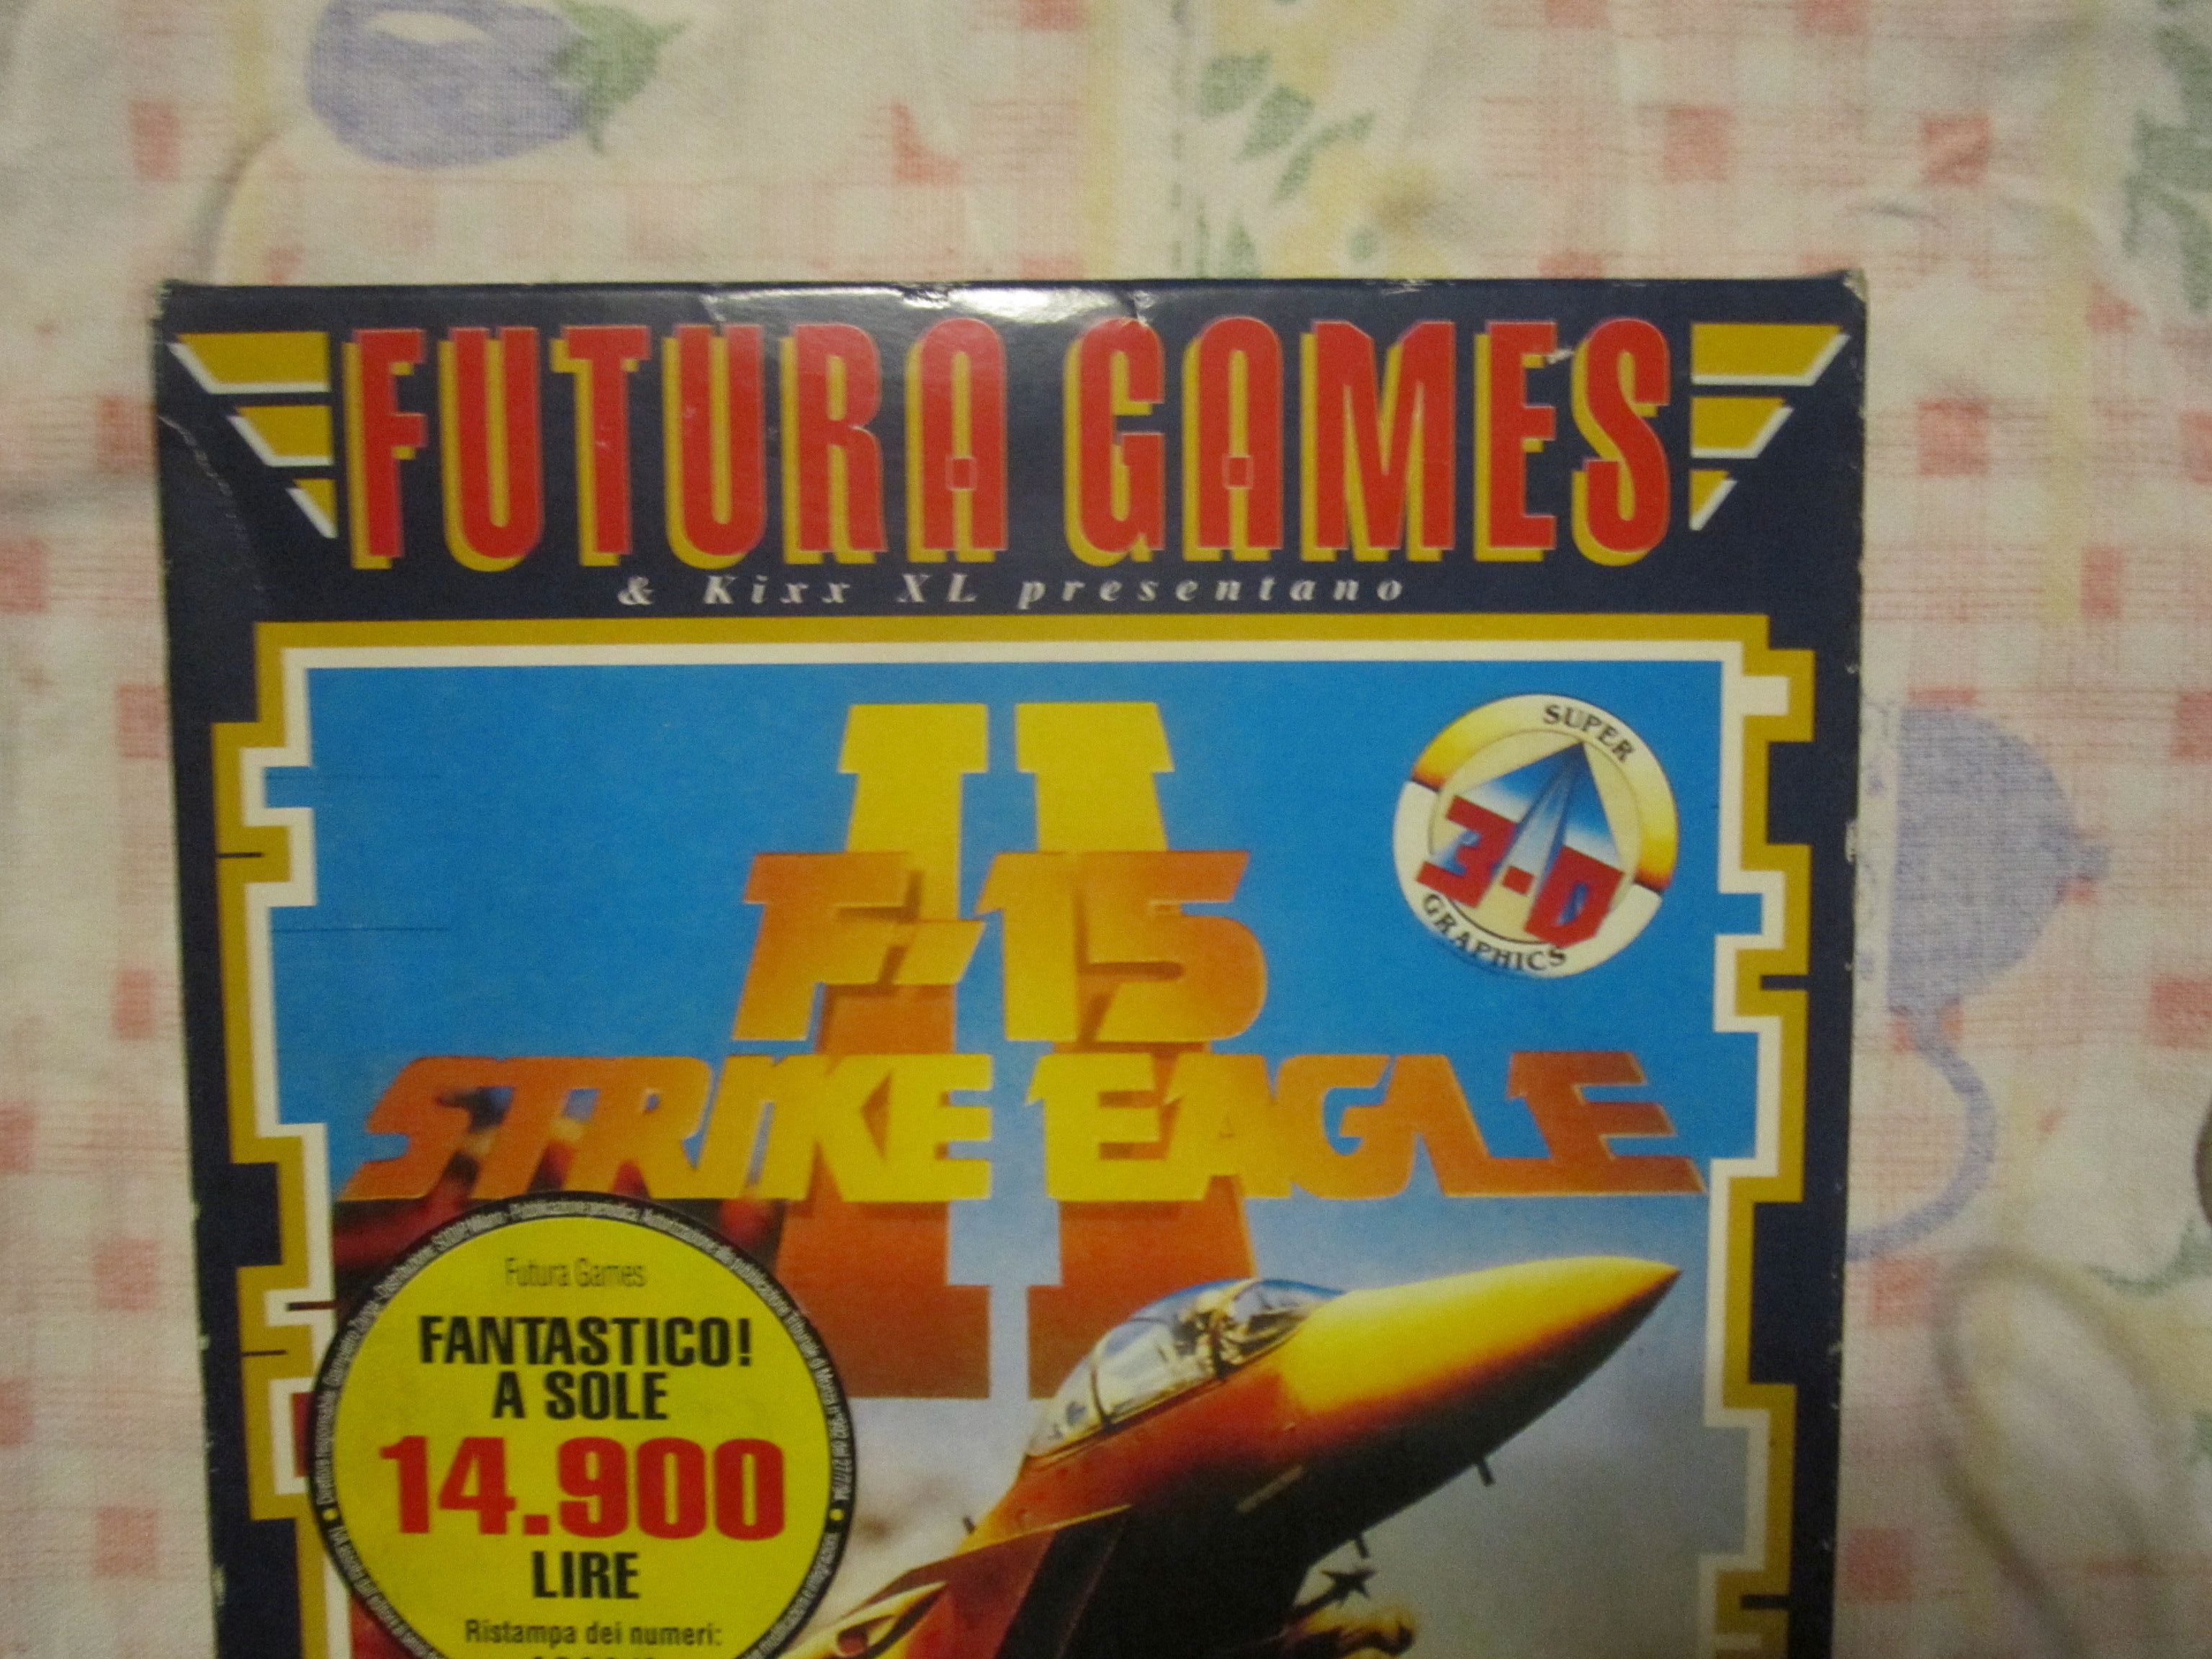 FUTURA GAMES
& Kixx XL presentano
II
F-15
STRIKE EAGLE
SUPER
3-D
GRAPHICS
Futura Games
FANTASTICO!
A SOLE
14.900
LIRE
Ristampa dei numeri: